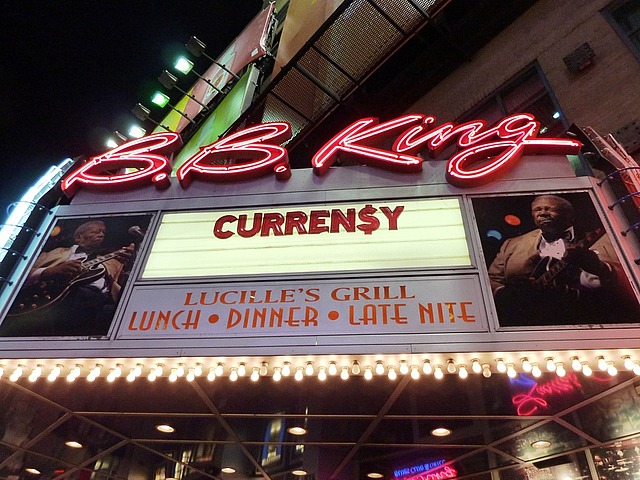 B.B. King
CURREN$Y
LUCILLE'S GRILL
LUNCH • DINNER • LATE NITE